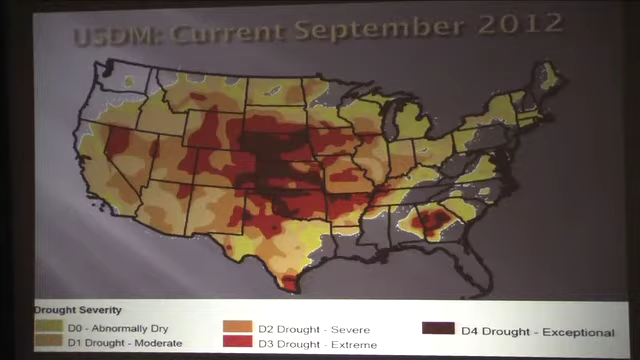 USDM: Current September 2012
Drought Severity
D0 - Abnormally Dry
D1 Drought - Moderate
D2 Drought - Severe
D3 Drought - Extreme
D4 Drought - Exceptional